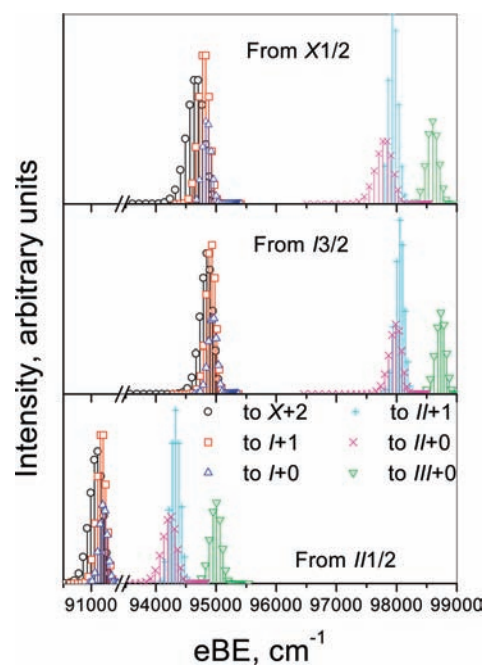 From X1/2
From I3/2
to X+2 to II+1
to I+1 to II+0
to I+0 to III+0
From II1/2
Intensity, arbitrary units
91000 94000 95000 96000 97000 98000 99000
eBE, cm⁻¹